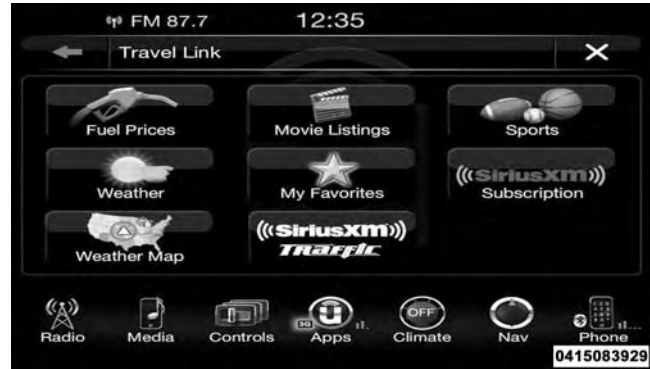 FM 87.7 12:35
Travel Link
Fuel Prices Movie Listings Sports
Weather My Favorites ((SiriusXM)) Subscription
Weather Map ((SiriusXM)) Traffic
3G OFF
Radio Media Controls Apps Climate Nav Phone
0415083929